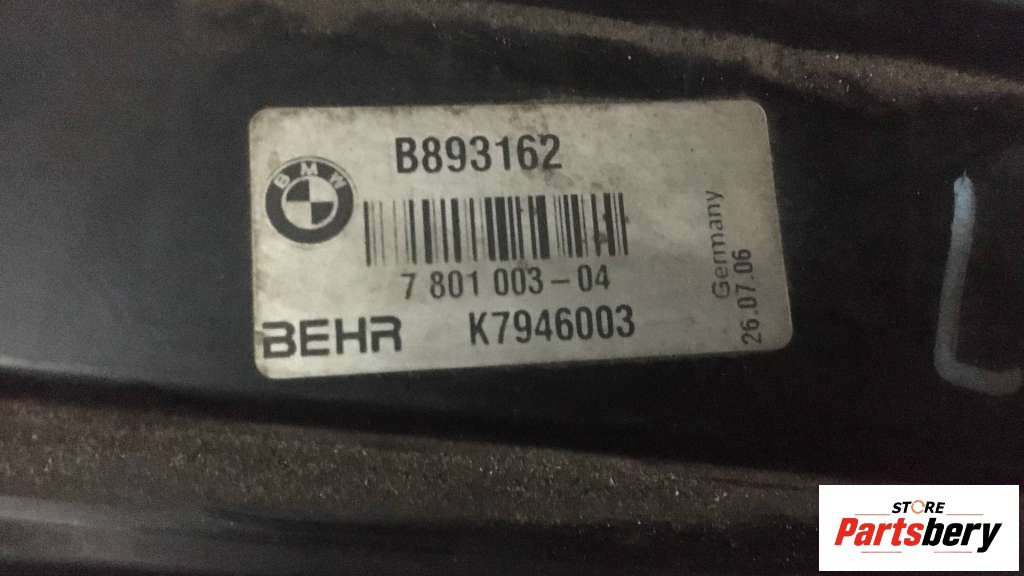 B893162
BMW
7 801 003-04
BEHR K7946003
Germany
26.07.06
STORE
Partsbery